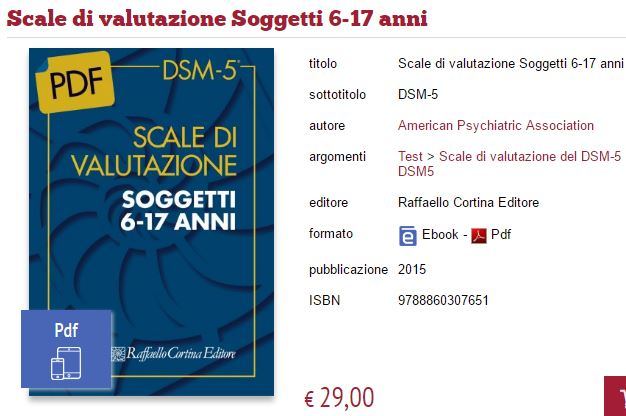 Scale di valutazione Soggetti 6-17 anni
PDF
DSM-5®
SCALE DI
VALUTAZIONE
SOGGETTI
6-17 ANNI
Pdf
Raffaello Cortina Editore
titolo Scale di valutazione Soggetti 6-17 anni
sottotitolo DSM-5
autore American Psychiatric Association
argomenti Test > Scale di valutazione del DSM-5
DSM5
editore Raffaello Cortina Editore
formato Ebook - Pdf
pubblicazione 2015
ISBN 9788860307651
€ 29,00